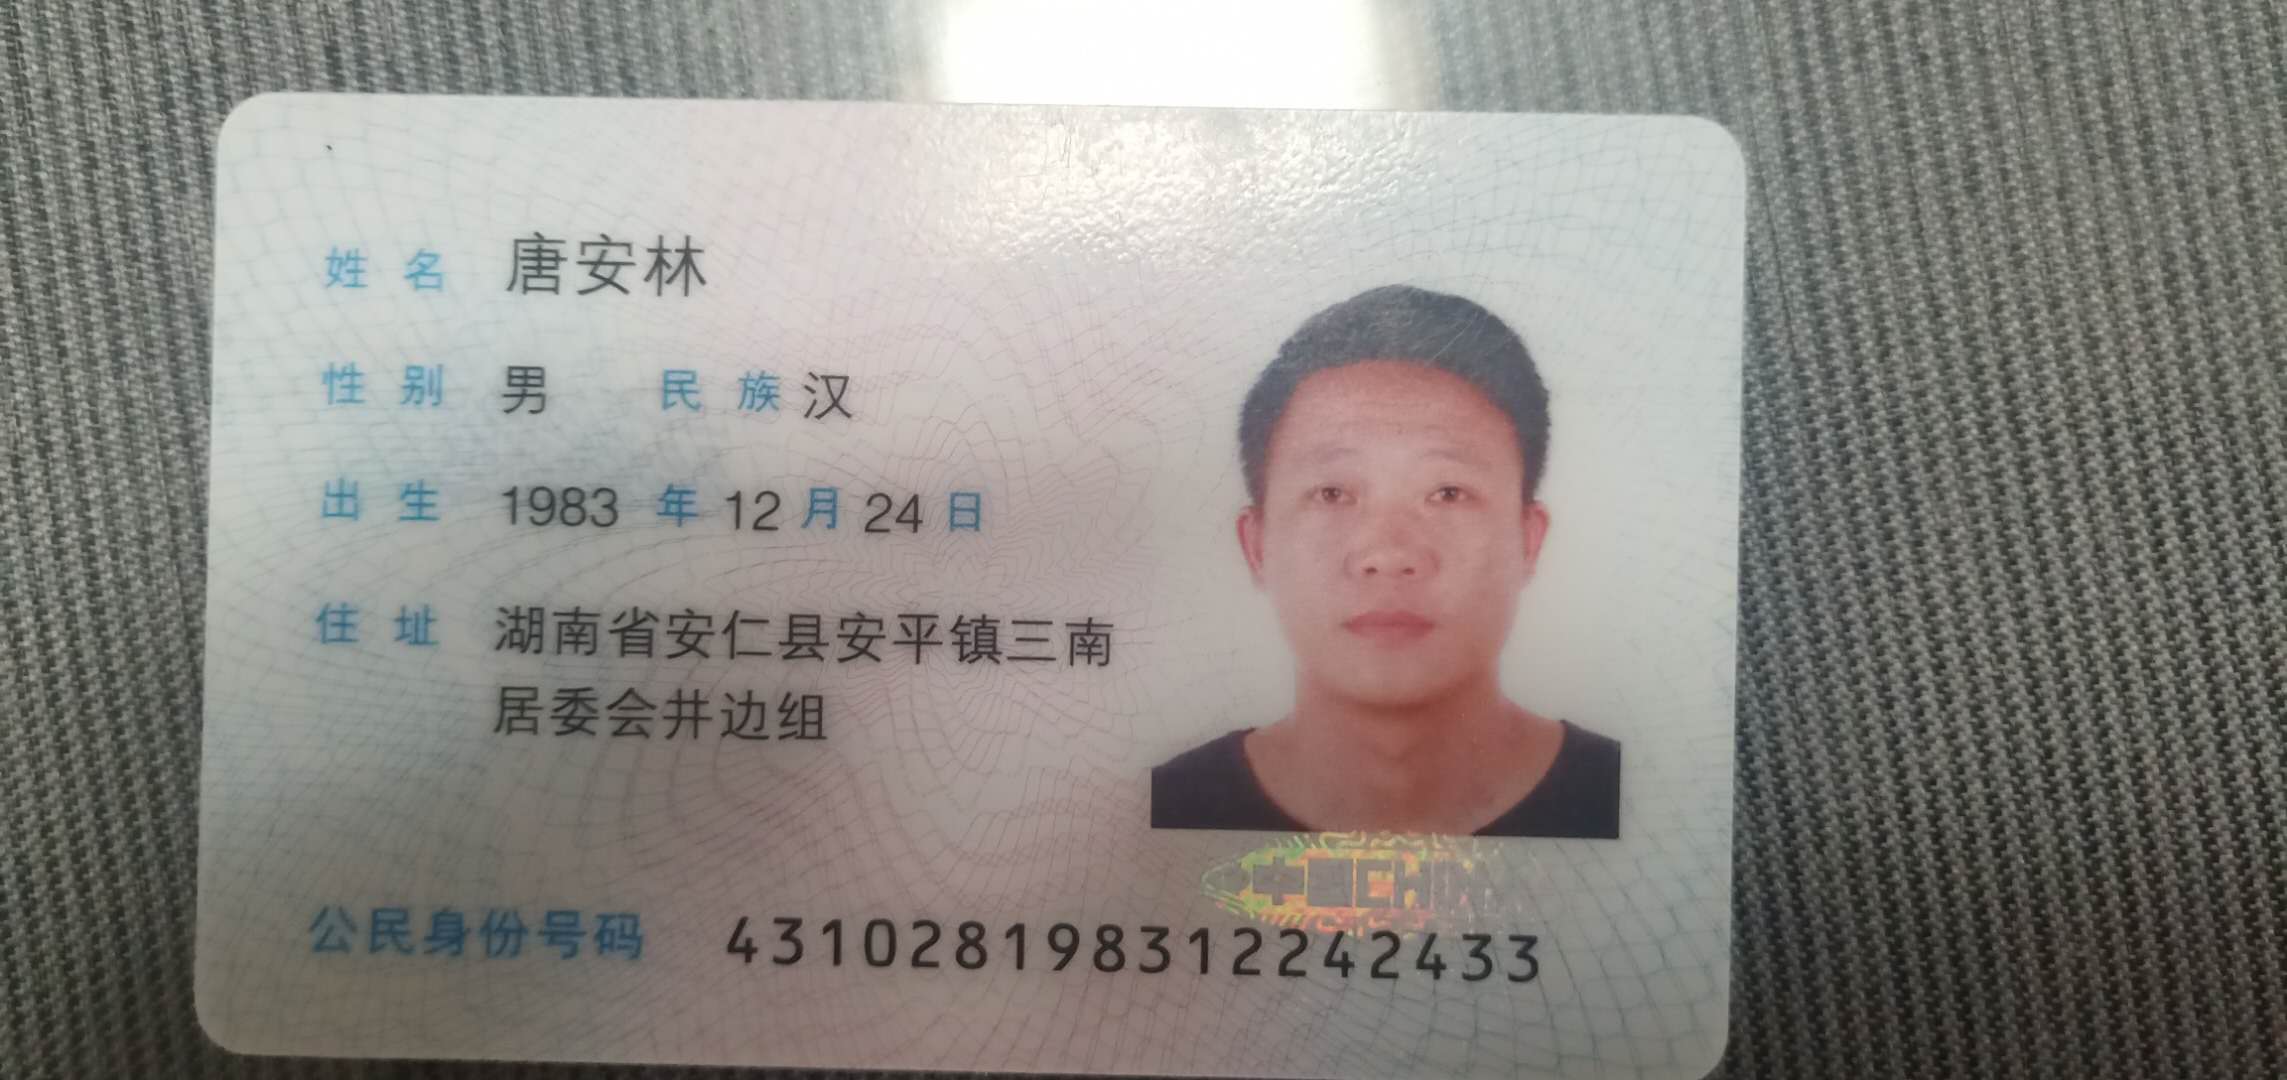 姓名 唐安林
性别 男 民族 汉
出生 1983 年 12 月 24 日
住址 湖南省安仁县安平镇三南
居委会井边组
中国CHINA
公民身份号码 431028198312242433